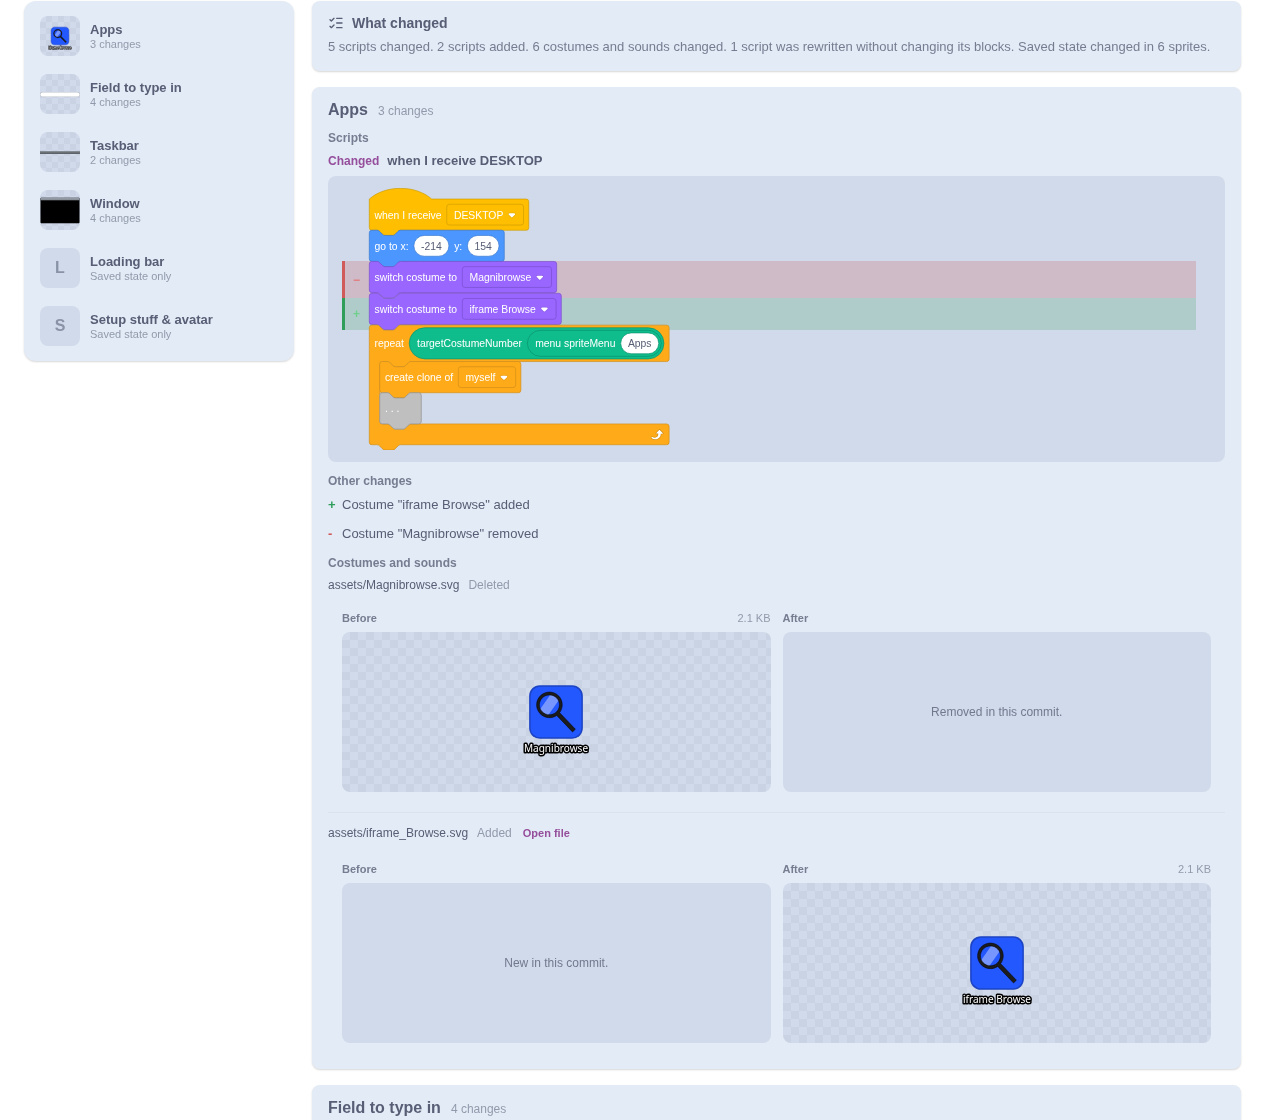 Apps
3 changes
Field to type in
4 changes
Taskbar
2 changes
Window
4 changes
L
Loading bar
Saved state only
S
Setup stuff & avatar
Saved state only
What changed
5 scripts changed. 2 scripts added. 6 costumes and sounds changed. 1 script was rewritten without changing its blocks. Saved state changed in 6 sprites.
Apps 3 changes
Scripts
Changed when I receive DESKTOP
when I receive DESKTOP
go to x: -214 y: 154
- switch costume to Magnibrowse
+ switch costume to iframe Browse
repeat targetCostumeNumber menu spriteMenu Apps
create clone of myself
. . .
Other changes
+ Costume "iframe Browse" added
- Costume "Magnibrowse" removed
Costumes and sounds
assets/Magnibrowse.svg Deleted
Before 2.1 KB After
Magnibrowse
Removed in this commit.
assets/iframe_Browse.svg Added Open file
Before After 2.1 KB
New in this commit.
iframe Browse
Field to type in 4 changes